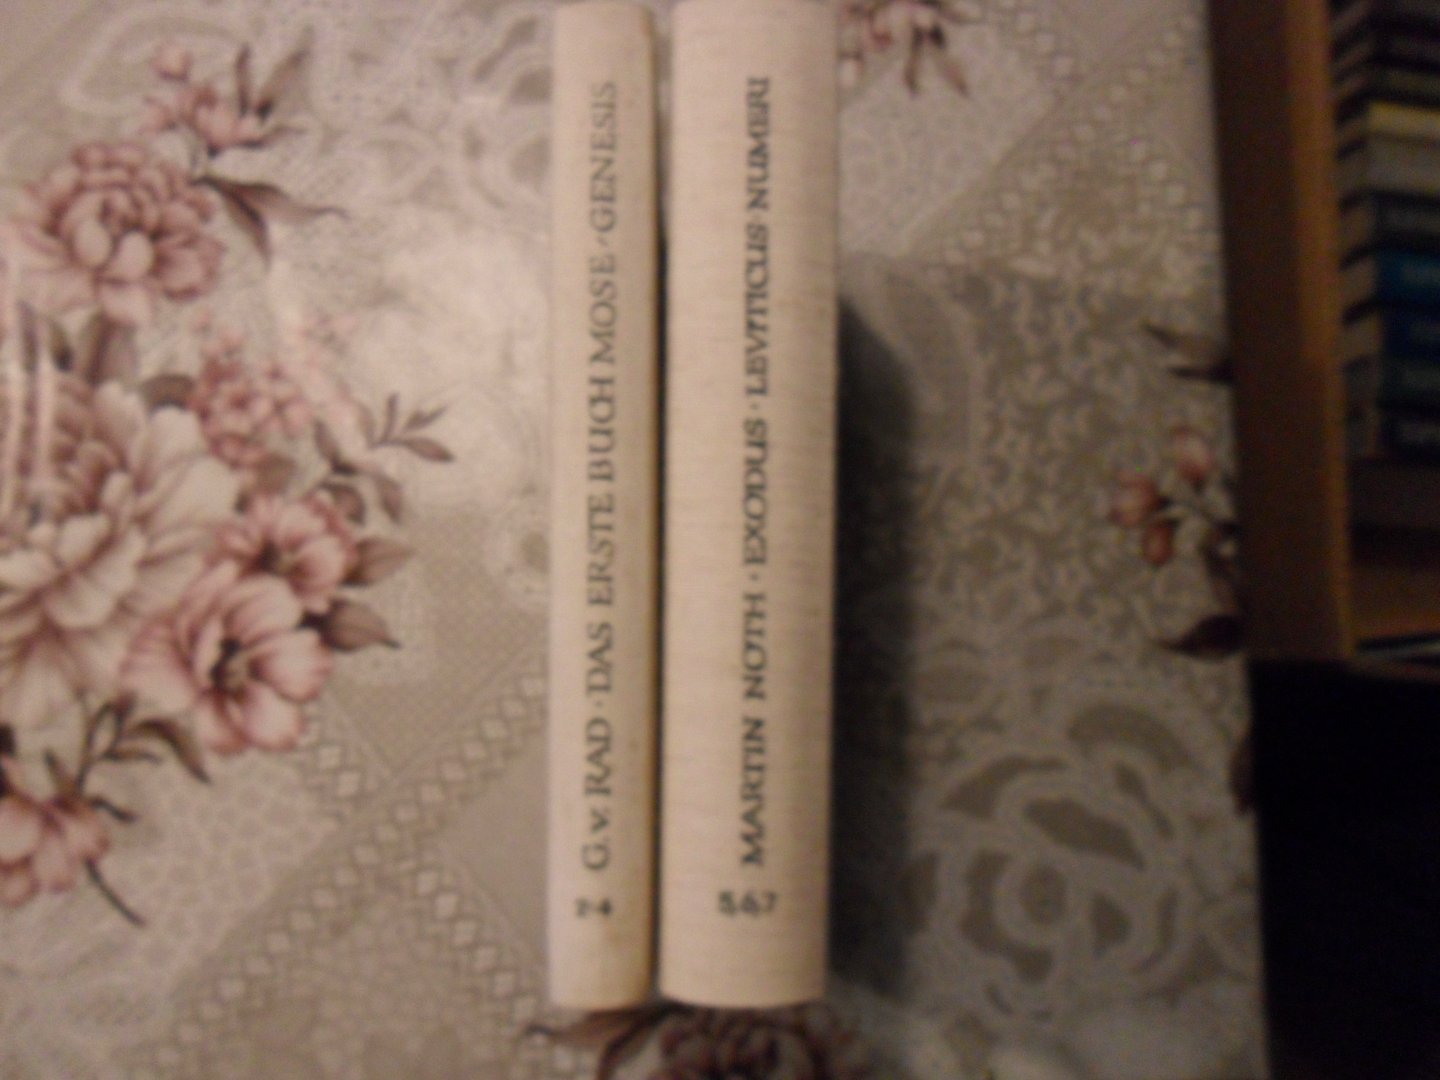 G.v. RAD · DAS ERSTE BUCH MOSE · GENESIS
2-4
MARTIN NOTH · EXODUS · LEVITICUS NUMERI
5,6,7